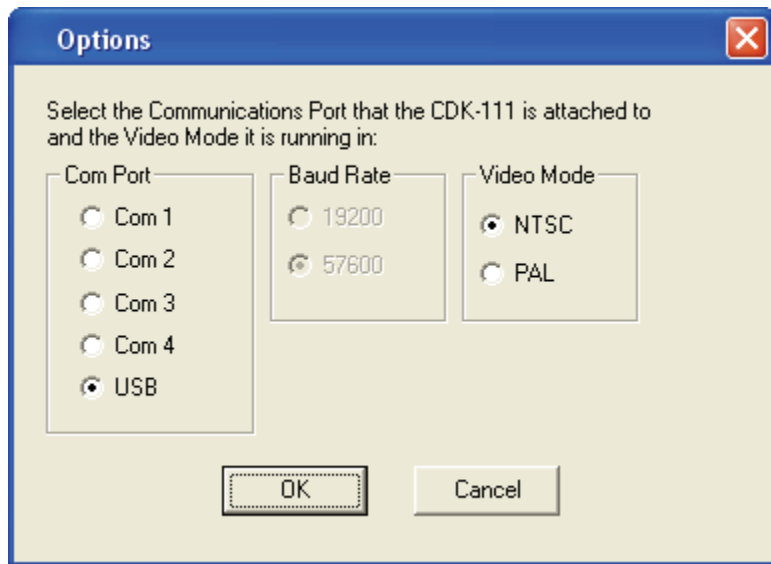 Options
Select the Communications Port that the CDK-111 is attached to
and the Video Mode it is running in:
Com Port
Com 1
Com 2
Com 3
Com 4
USB
Baud Rate
19200
57600
Video Mode
NTSC
PAL
OK
Cancel